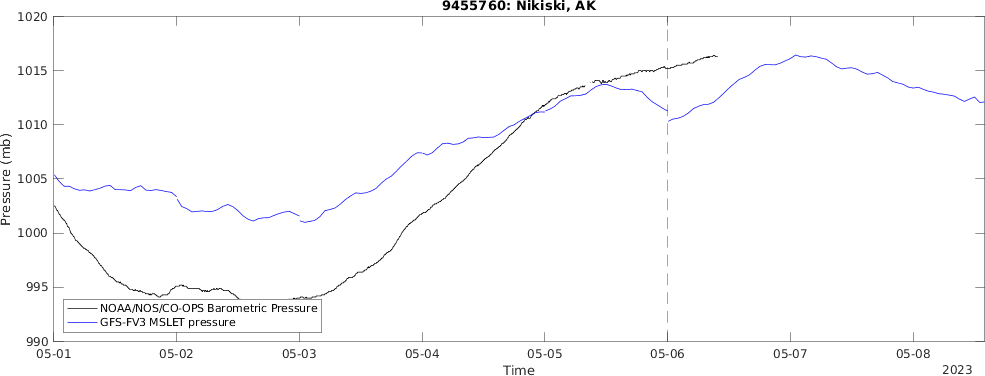 9455760: Nikiski, AK
Pressure (mb)
1020
1015
1010
1005
1000
995
990
NOAA/NOS/CO-OPS Barometric Pressure
GFS-FV3 MSLET pressure
05-01 05-02 05-03 05-04 05-05 05-06 05-07 05-08
Time
2023